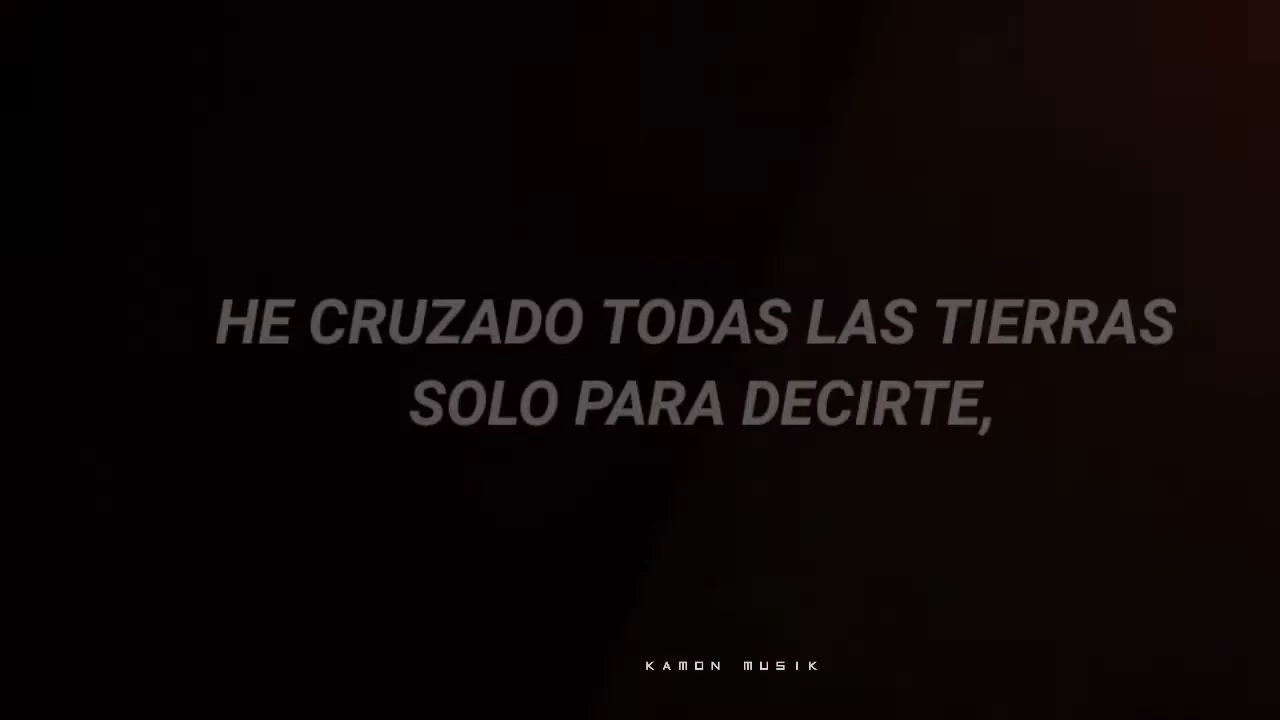 HE CRUZADO TODAS LAS TIERRAS
SOLO PARA DECIRTE,
KAMON MUSIK